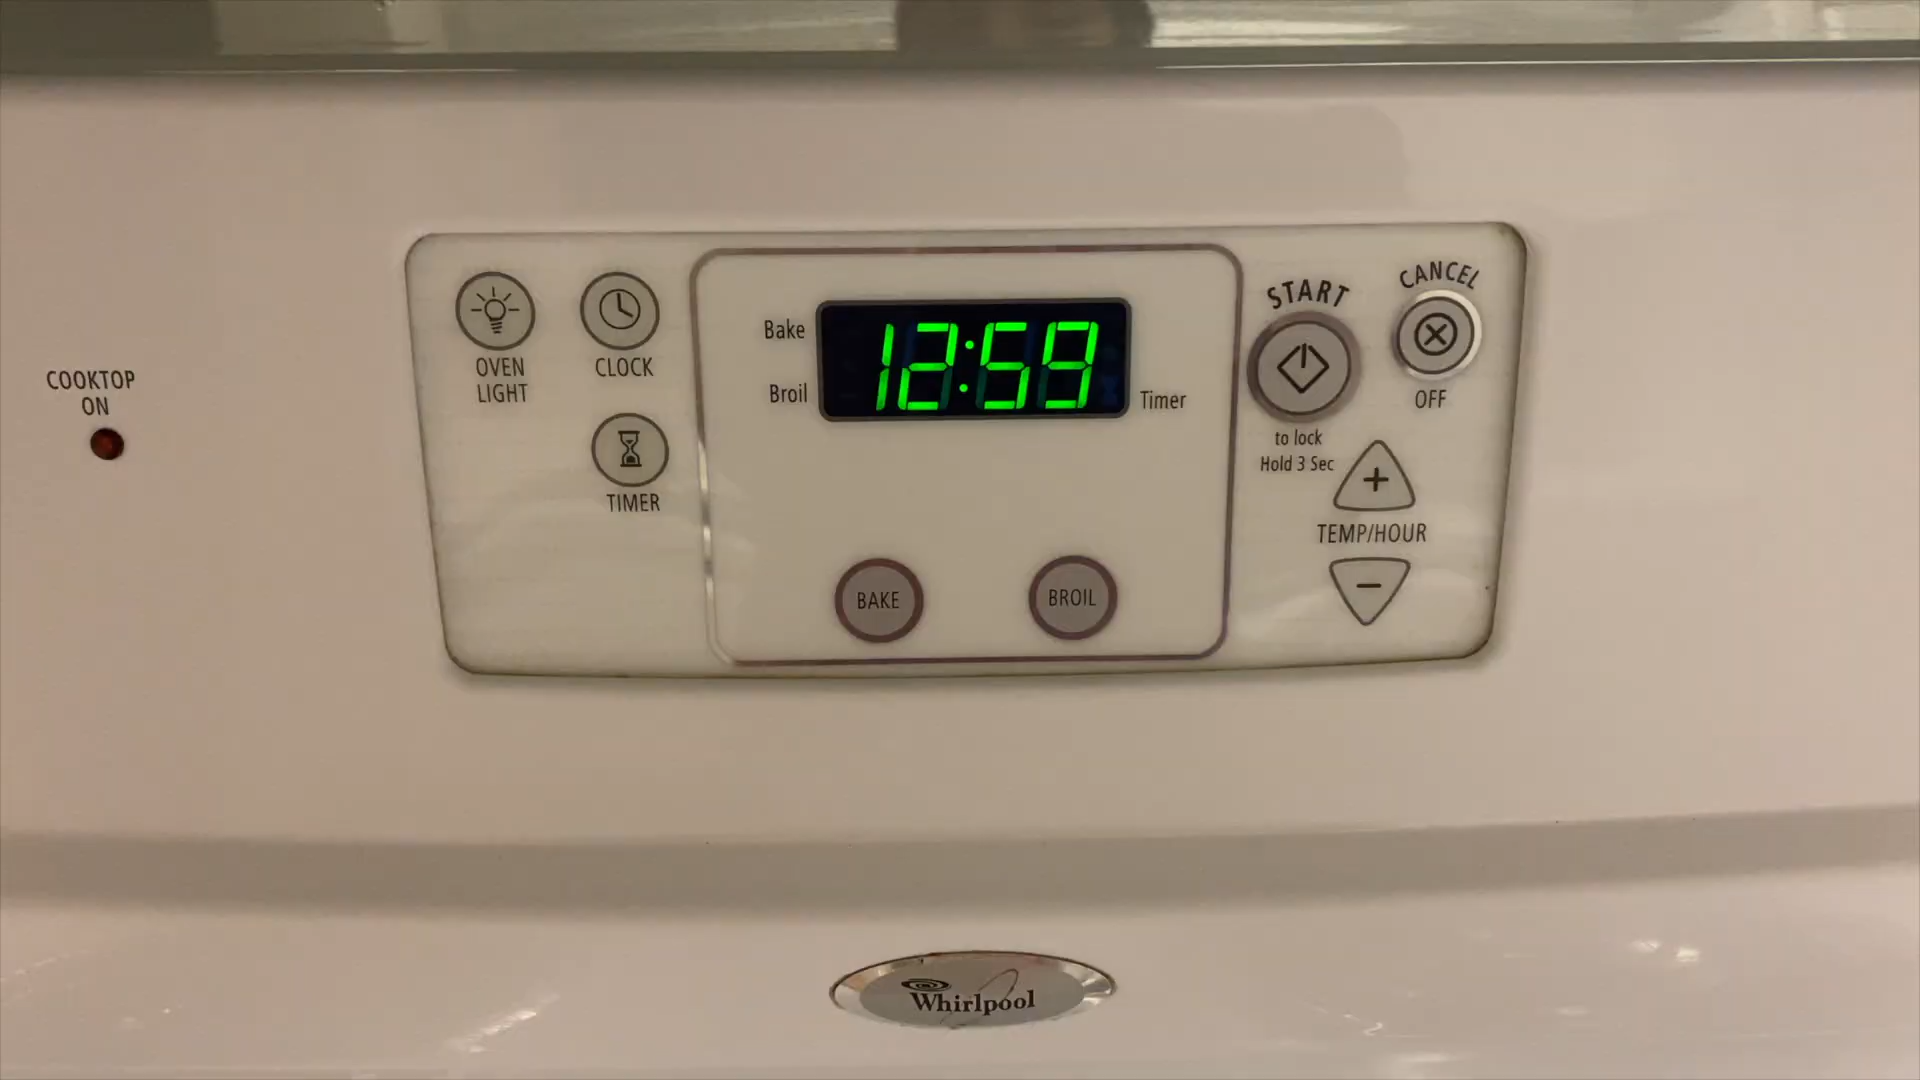 COOKTOP
ON
OVEN
LIGHT
CLOCK
TIMER
Bake
Broil
12:59
Timer
BAKE
BROIL
START
to lock
Hold 3 Sec
CANCEL
OFF
TEMP/HOUR
Whirlpool